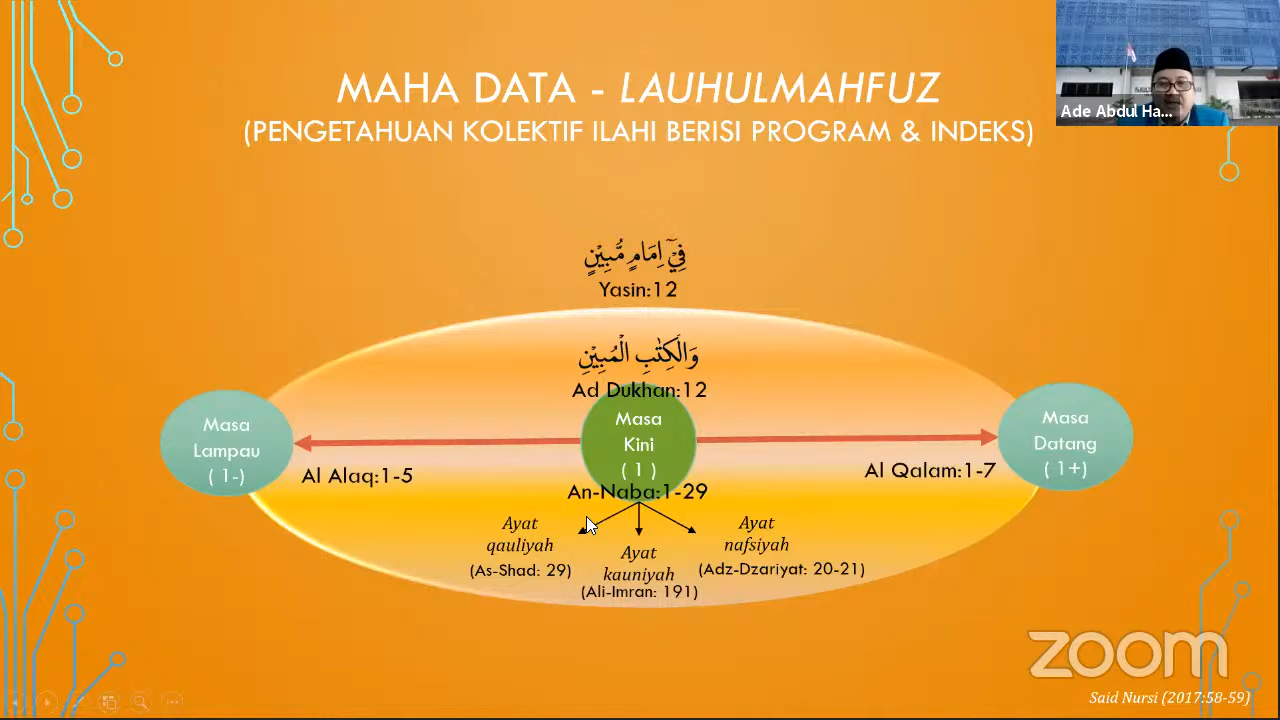 MAHA DATA - LAUHULMAHFUZ
(PENGETAHUAN KOLEKTIF ILAHI BERISI PROGRAM & INDEKS)
Ade Abdul Ha...
فِيْٓ اِمَامٍ مُّبِيْنٍ
Yasin:12
وَالْكِتٰبِ الْمُبِيْنِ
Ad Dukhan:12
Masa
Lampau
( 1-)
Masa
Kini
( 1 )
Masa
Datang
( 1+)
Al Alaq:1-5
Al Qalam:1-7
An-Naba:1-29
Ayat
qauliyah
(As-Shad: 29)
Ayat
kauniyah
(Ali-Imran: 191)
Ayat
nafsiyah
(Adz-Dzariyat: 20-21)
zoom
Said Nursi (2017:58-59)